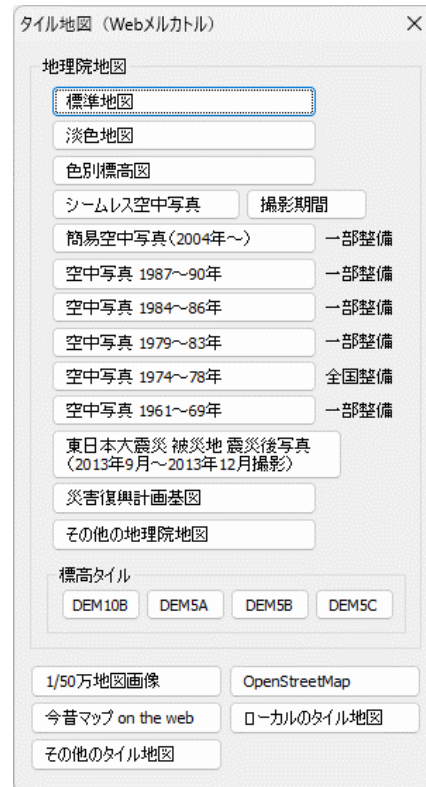 タイル地図（Webメルカトル）
地理院地図
標準地図
淡色地図
色別標高図
シームレス空中写真 撮影期間
簡易空中写真(2004年～) 一部整備
空中写真 1987～90年 一部整備
空中写真 1984～86年 一部整備
空中写真 1979～83年 一部整備
空中写真 1974～78年 全国整備
空中写真 1961～69年 一部整備
東日本大震災 被災地 震災後写真
（2013年9月～2013年12月撮影）
災害復興計画基図
その他の地理院地図
標高タイル
DEM10B DEM5A DEM5B DEM5C
1/50万地図画像 OpenStreetMap
今昔マップ on the web ローカルのタイル地図
その他のタイル地図